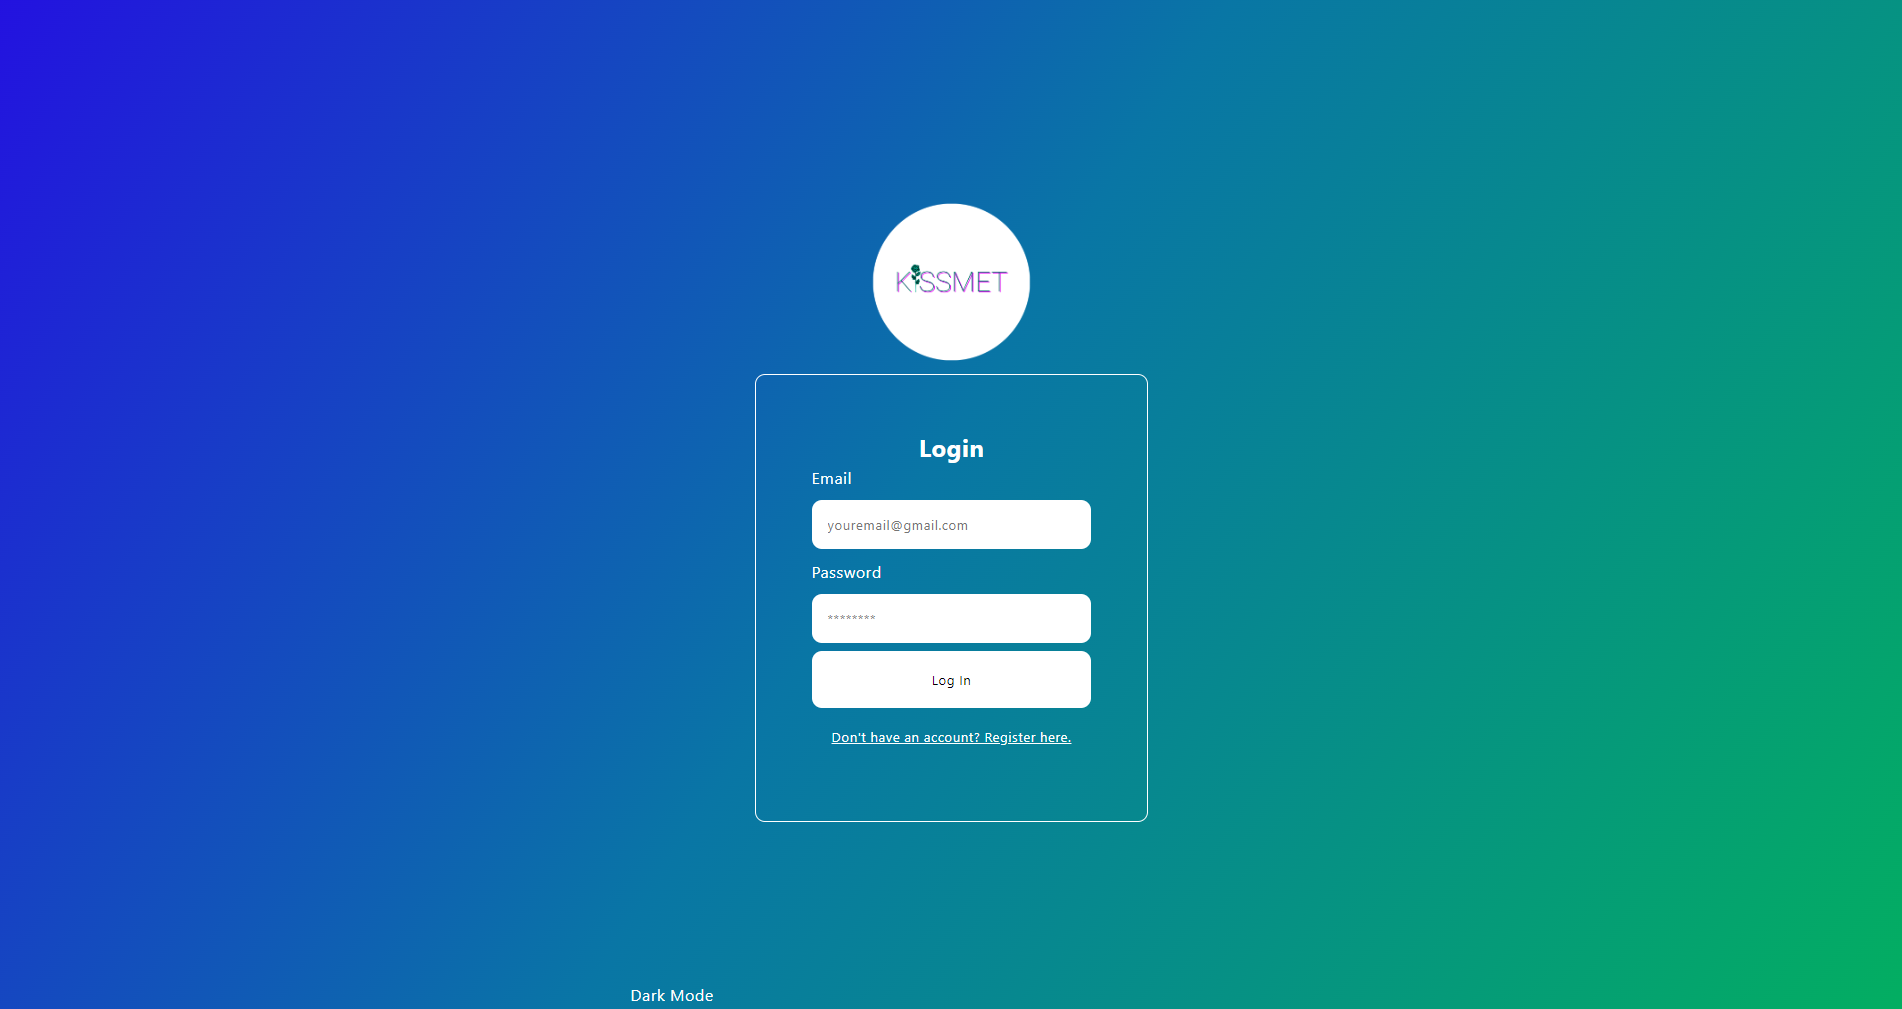 KISSMET
Login
Email
youremail@gmail.com
Password
********
Log In
Don't have an account? Register here.
Dark Mode